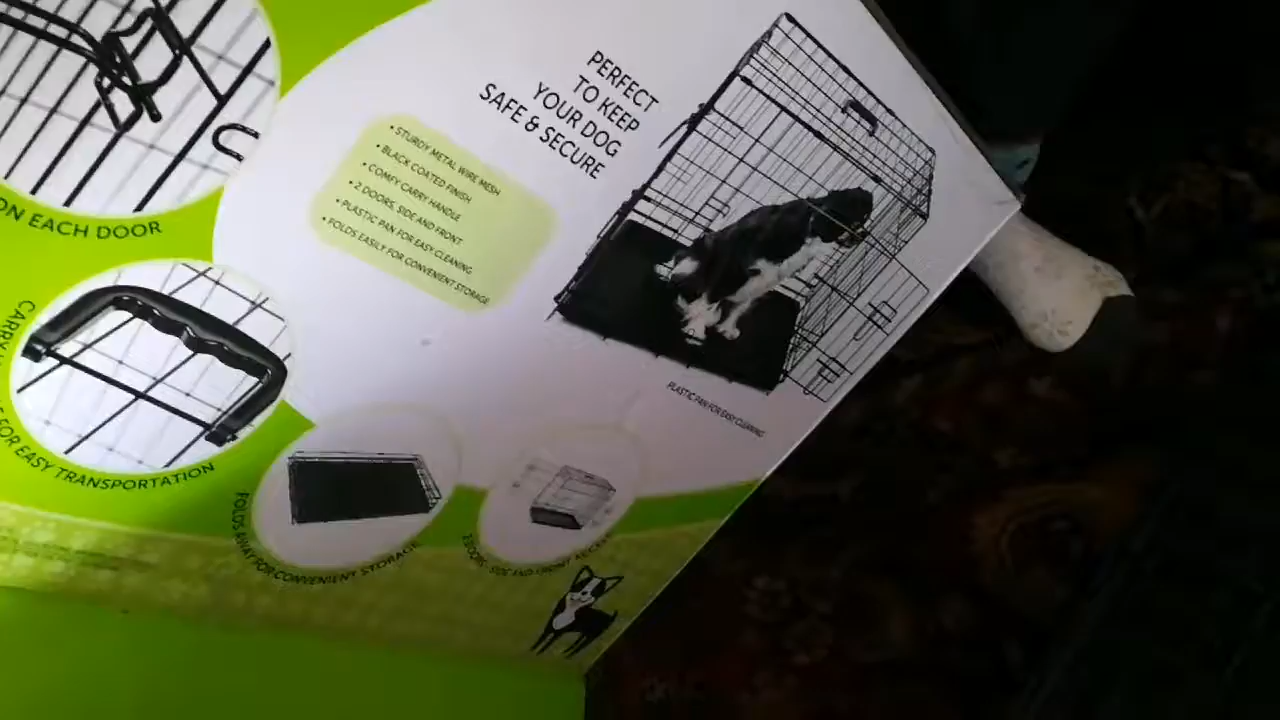 PERFECT
TO KEEP
YOUR DOG
SAFE & SECURE
• STURDY METAL WIRE MESH
• BLACK COATED FINISH
• COMFY CARRY HANDLE
• 2 DOORS, SIDE AND FRONT
• PLASTIC PAN FOR EASY CLEANING
• FOLDS EASILY FOR CONVENIENT STORAGE
ON EACH DOOR
FOR EASY TRANSPORTATION
PLASTIC PAN FOR EASY CLEANING
FOLDS AWAY FOR CONVENIENT STORAGE
2 DOORS - SIDE AND FRONT ACCESS